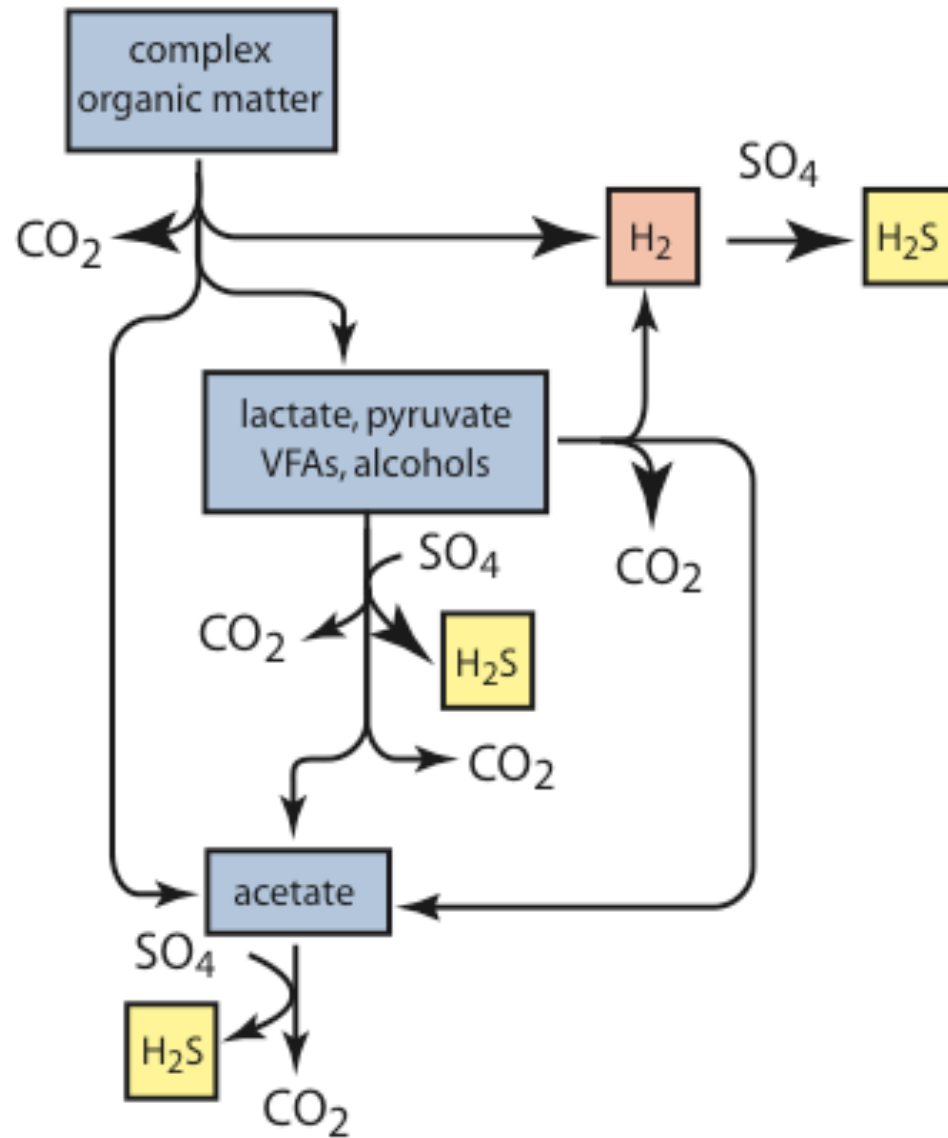 complex
organic matter
SO₄
CO₂
H₂
H₂S
lactate, pyruvate
VFAs, alcohols
SO₄
CO₂
CO₂
H₂S
CO₂
acetate
SO₄
H₂S
CO₂